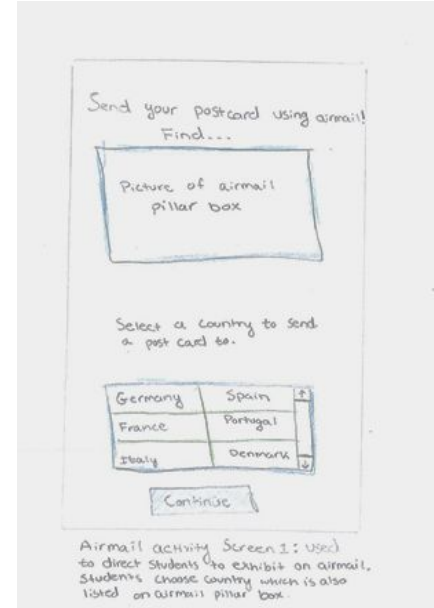 Send your postcard using airmail!
Find...
Picture of airmail
pillar box
Select a country to send
a post card to.
Germany Spain
France Portugal
Italy Denmark
Continue
Airmail activity Screen 1: used
to direct students to exhibit on airmail.
Students choose country which is also
listed on airmail pillar box.